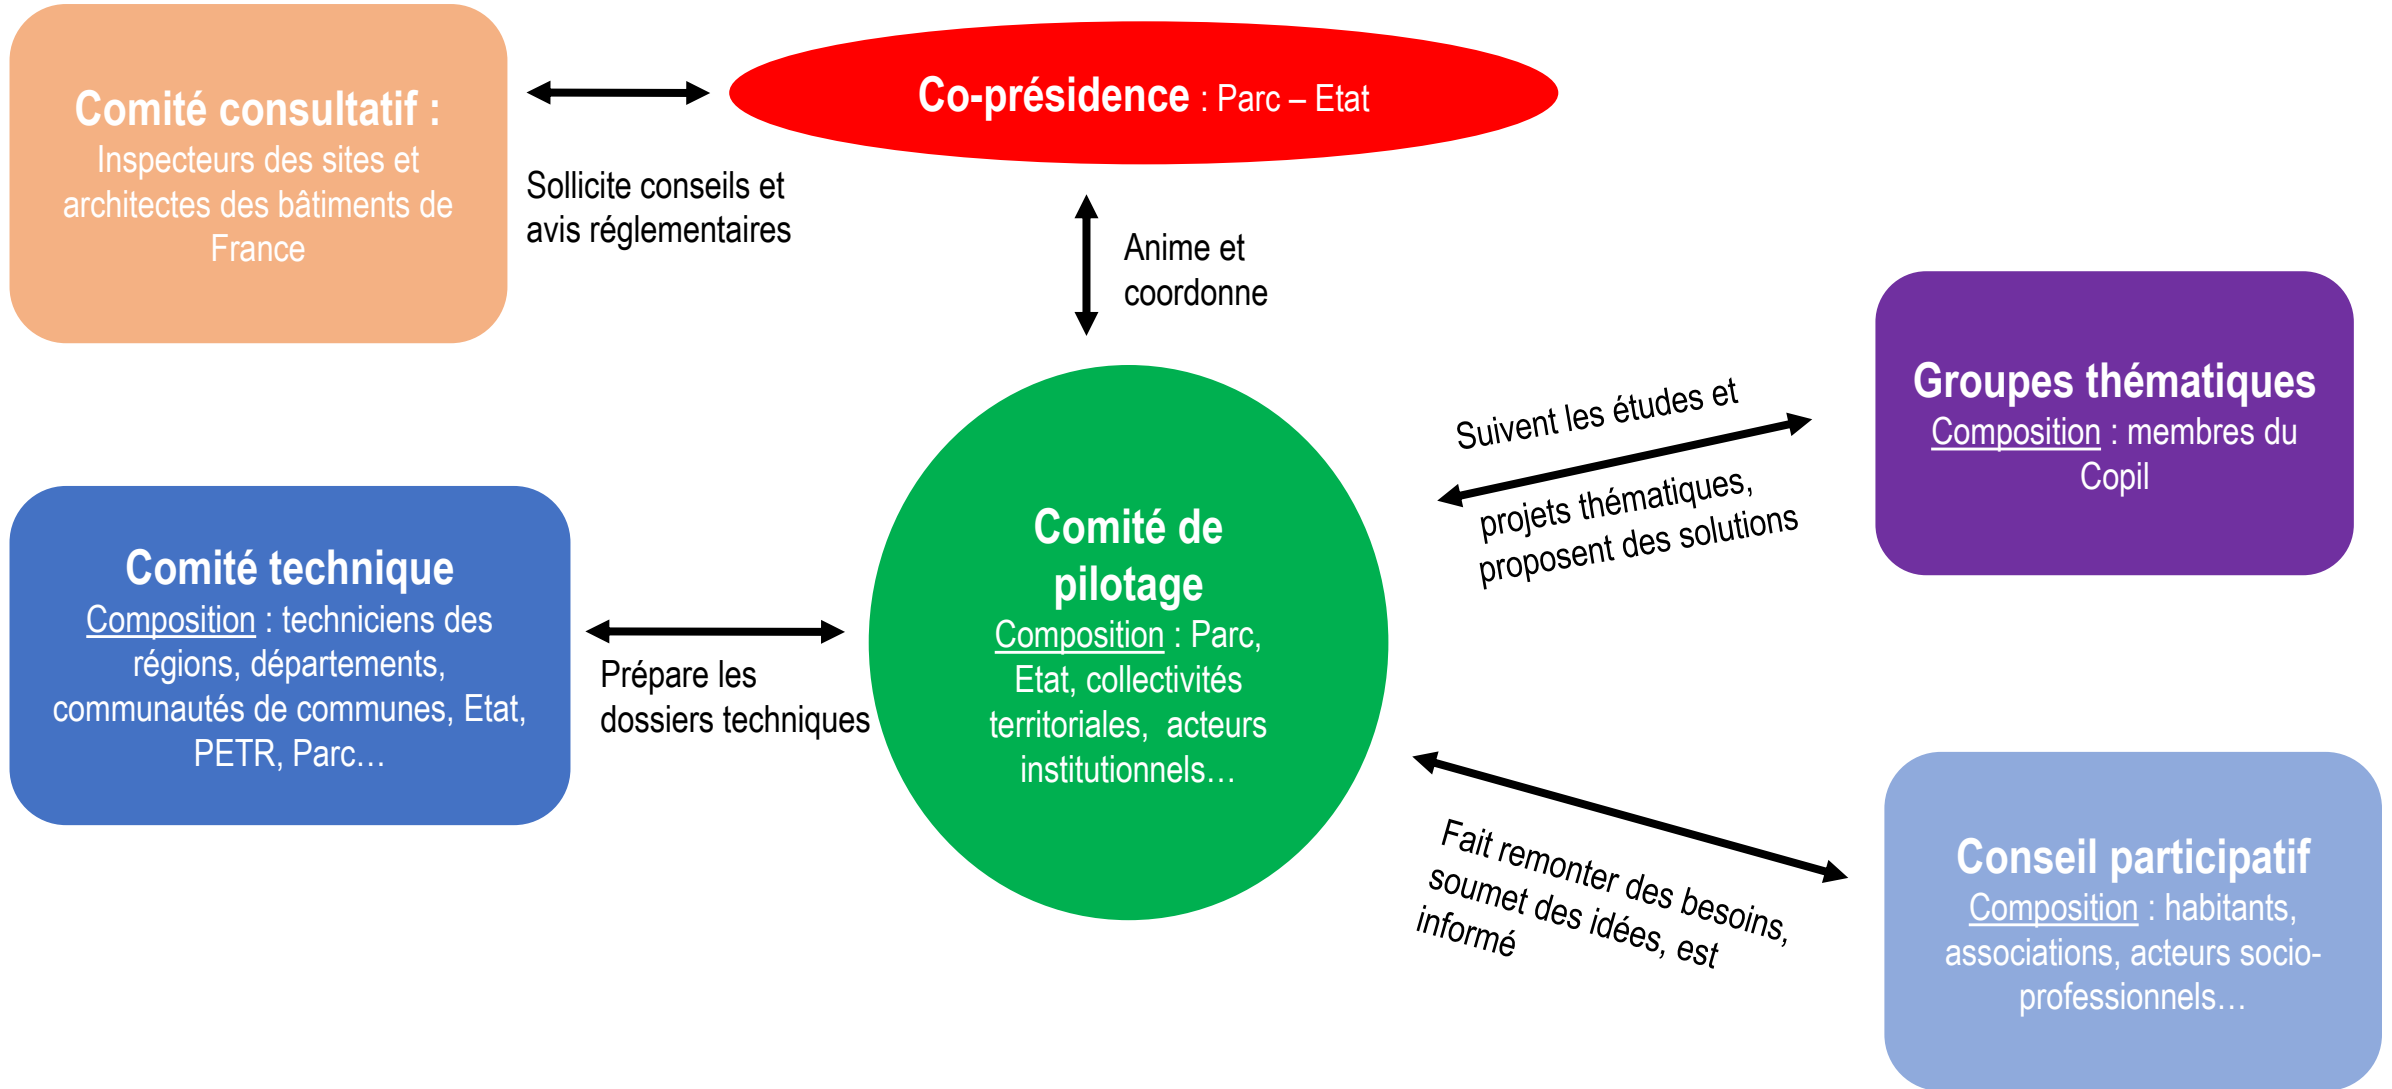 Comité consultatif :
Inspecteurs des sites et
architectes des bâtiments de
France
Co-présidence : Parc – Etat
Sollicite conseils et
avis réglementaires
Anime et
coordonne
Groupes thématiques
Composition : membres du
Copil
Suivent les études et
projets thématiques,
proposent des solutions
Comité technique
Composition : techniciens des
régions, départements,
communautés de communes, Etat,
PETR, Parc…
Prépare les
dossiers techniques
Comité de
pilotage
Composition : Parc,
Etat, collectivités
territoriales,  acteurs
institutionnels…
Fait remonter des besoins,
soumet des idées, est
informé
Conseil participatif
Composition : habitants,
associations, acteurs socio-
professionnels…